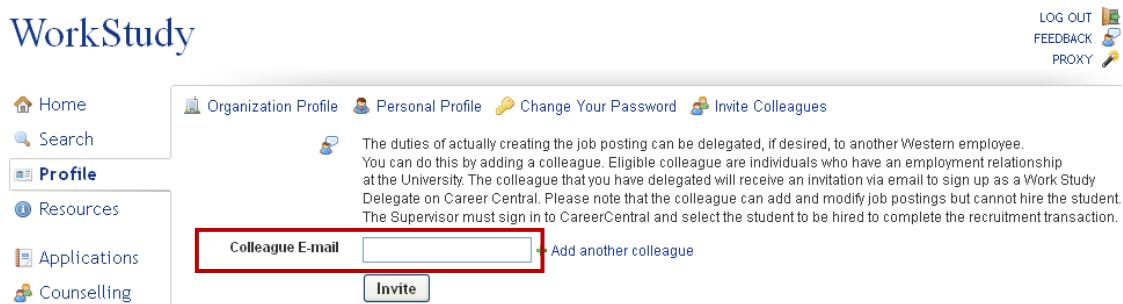 WorkStudy
LOG OUT
FEEDBACK
PROXY
Home
Search
Profile
Resources
Applications
Counselling
Organization Profile Personal Profile Change Your Password Invite Colleagues
The duties of actually creating the job posting can be delegated, if desired, to another Western employee.
You can do this by adding a colleague. Eligible colleague are individuals who have an employment relationship
at the University. The colleague that you have delegated will receive an invitation via email to sign up as a Work Study
Delegate on Career Central. Please note that the colleague can add and modify job postings but cannot hire the student.
The Supervisor must sign in to CareerCentral and select the student to be hired to complete the recruitment transaction.
Colleague E-mail + Add another colleague
Invite